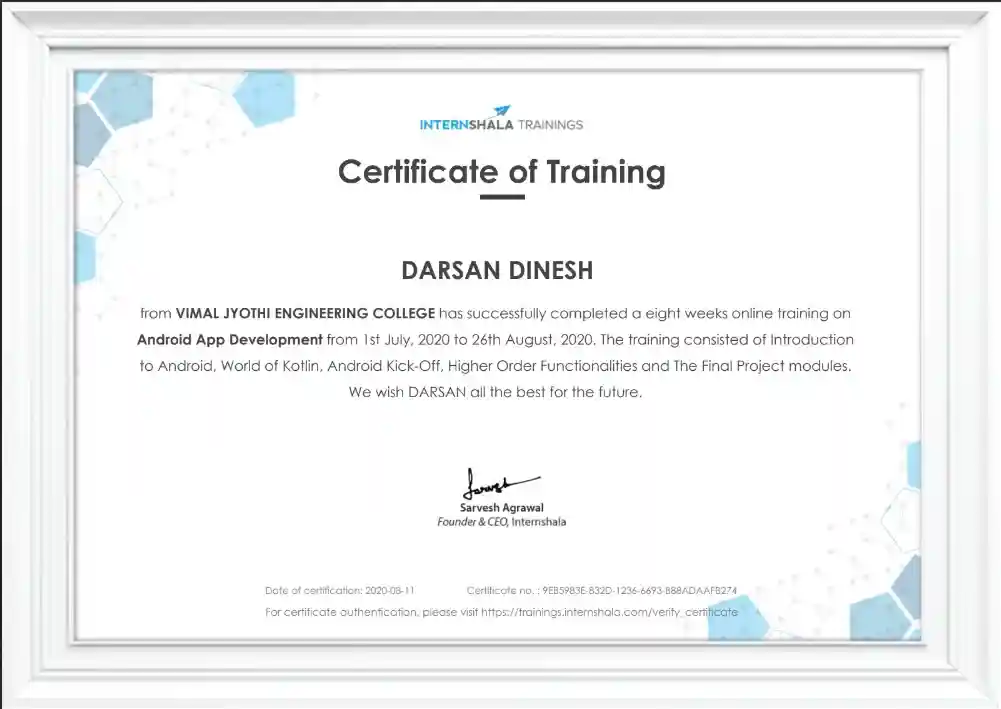 INTERNSHALA TRAININGS
Certificate of Training
DARSAN DINESH
from VIMAL JYOTHI ENGINEERING COLLEGE has successfully completed a eight weeks online training on
Android App Development from 1st July, 2020 to 26th August, 2020. The training consisted of Introduction
to Android, World of Kotlin, Android Kick-Off, Higher Order Functionalities and The Final Project modules.
We wish DARSAN all the best for the future.
Sarvesh
Sarvesh Agrawal
Founder & CEO, Internshala
Date of certification: 2020-08-11 Certificate no. : 9EB59B3E-832D-1236-6693-888ADAAFB274
For certificate authentication, please visit https://trainings.internshala.com/verify_certificate